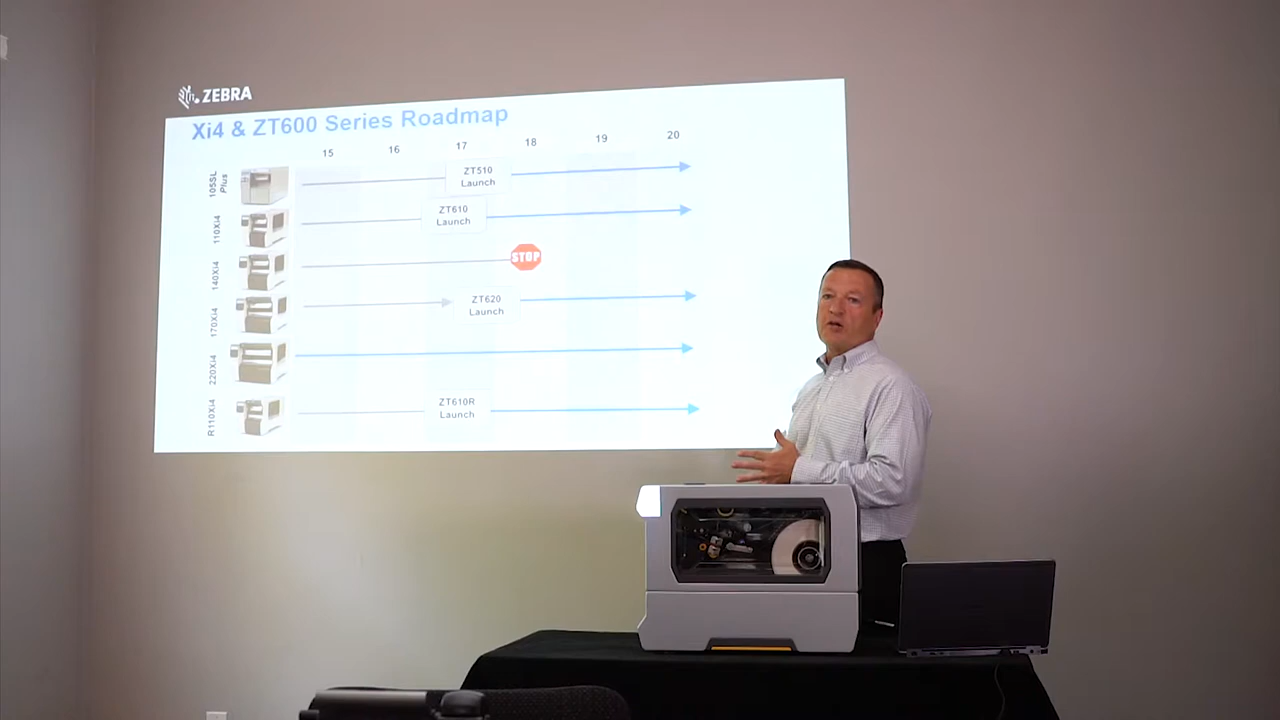 ZEBRA
Xi4 & ZT600 Series Roadmap
15 16 17 18 19 20
105SL Plus
ZT510
Launch
110Xi4
ZT610
Launch
140Xi4
STOP
170Xi4
ZT620
Launch
220Xi4
R110Xi4
ZT610R
Launch